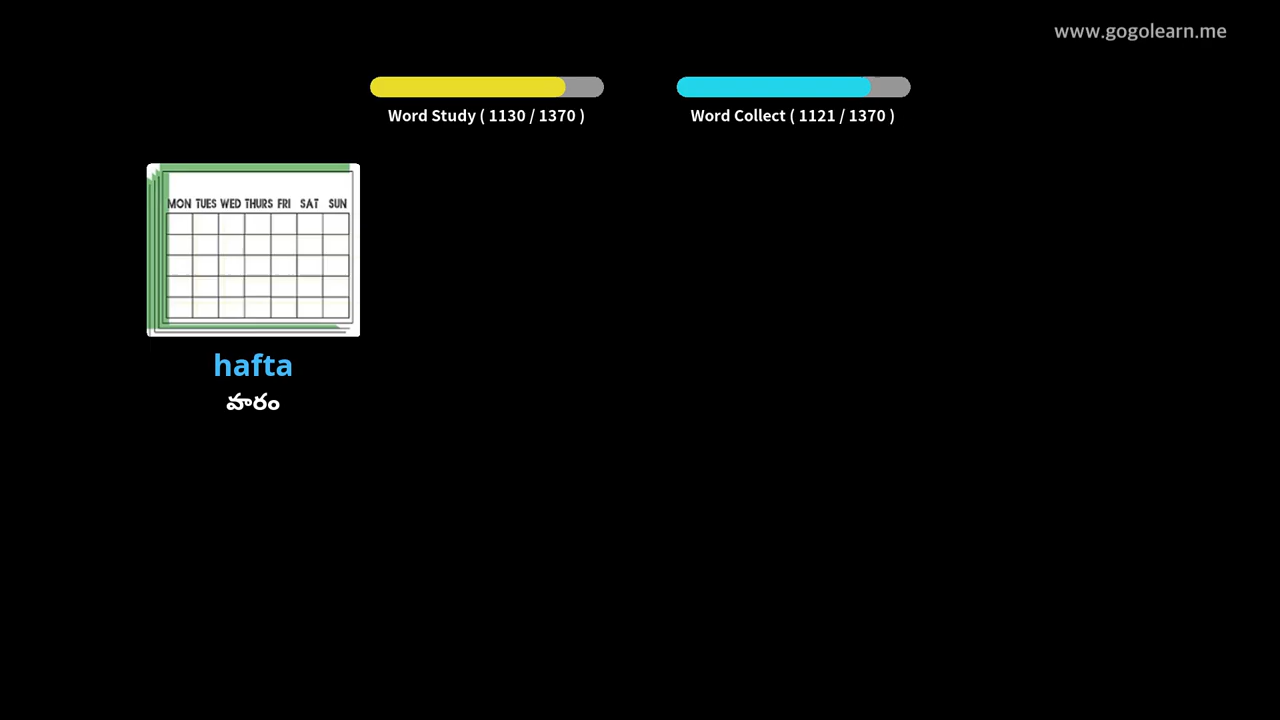 www.gogolearn.me
Word Study ( 1130 / 1370 )
Word Collect ( 1121 / 1370 )
MON TUES WED THURS FRI SAT SUN
hafta
వారం